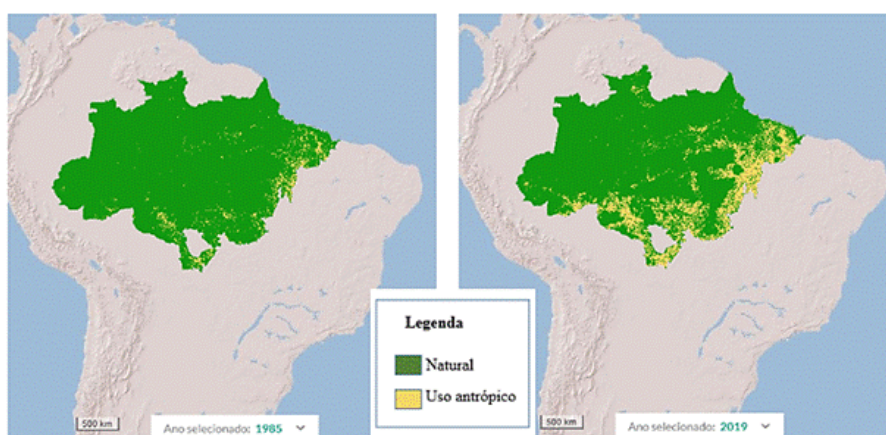 Legenda
Natural
Uso antrópico
500 km
Ano selecionado: 1985
500 km
Ano selecionado: 2019